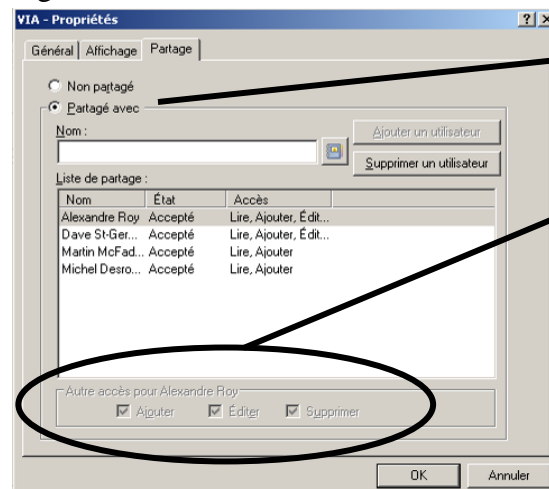 VIA - Propriétés
Général Affichage Partage
Non partagé
Partagé avec
Nom :
Ajouter un utilisateur
Supprimer un utilisateur
Liste de partage :
Nom État Accès
Alexandre Roy Accepté Lire, Ajouter, Édit...
Dave St-Ger... Accepté Lire, Ajouter, Édit...
Martin McFad... Accepté Lire, Ajouter
Michel Desro... Accepté Lire, Ajouter
Autre accès pour Alexandre Roy
Ajouter Éditer Supprimer
OK Annuler